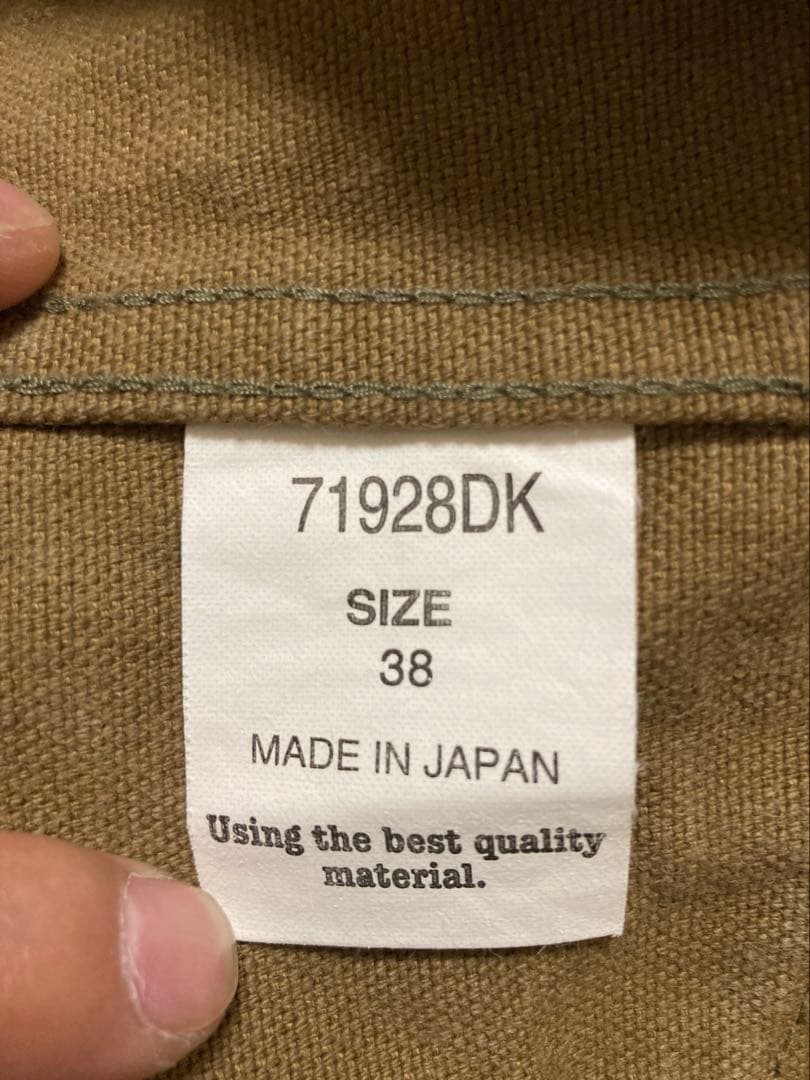 71928DK
SIZE
38
MADE IN JAPAN
Using the best quality
material.